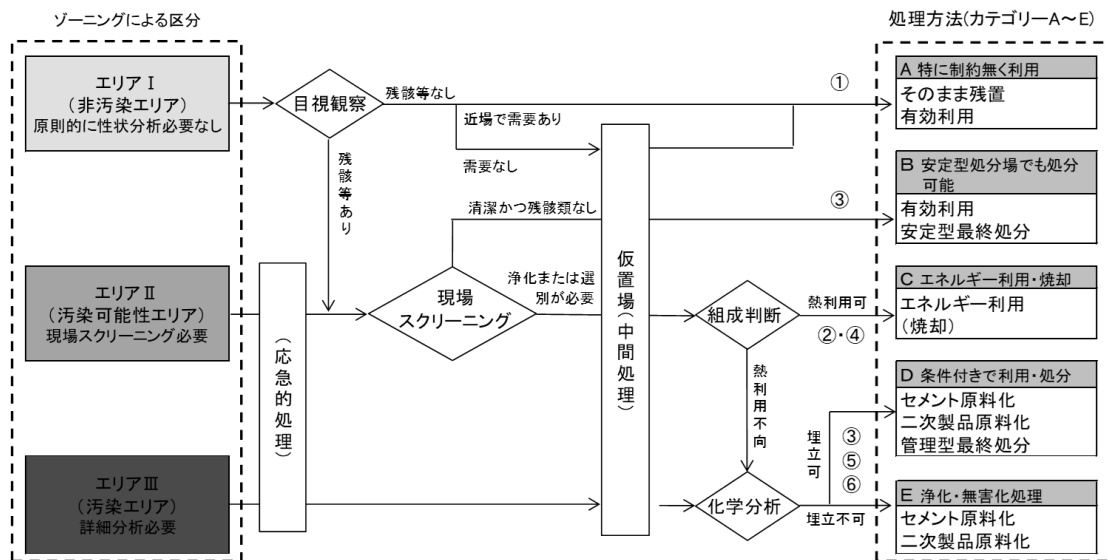 ゾーニングによる区分
処理方法(カテゴリーA～E)
エリアⅠ
(非汚染エリア)
原則的に性状分析必要なし
目視観察
残骸等なし
近場で需要あり
需要なし
①
残骸等あり
A 特に制約無く利用
そのまま残置
有効利用
清潔かつ残骸類なし
③
B 安定型処分場でも処分
可能
有効利用
安定型最終処分
エリアⅡ
(汚染可能性エリア)
現場スクリーニング必要
(応急的処理)
現場
スクリーニング
浄化または選
別が必要
仮置場(中間処理)
組成判断
熱利用可
②・④
C エネルギー利用・焼却
エネルギー利用
(焼却)
熱利用不向
埋立可
③
⑤
⑥
D 条件付きで利用・処分
セメント原料化
二次製品原料化
管理型最終処分
エリアⅢ
(汚染エリア)
詳細分析必要
化学分析
埋立不可
E 浄化・無害化処理
セメント原料化
二次製品原料化